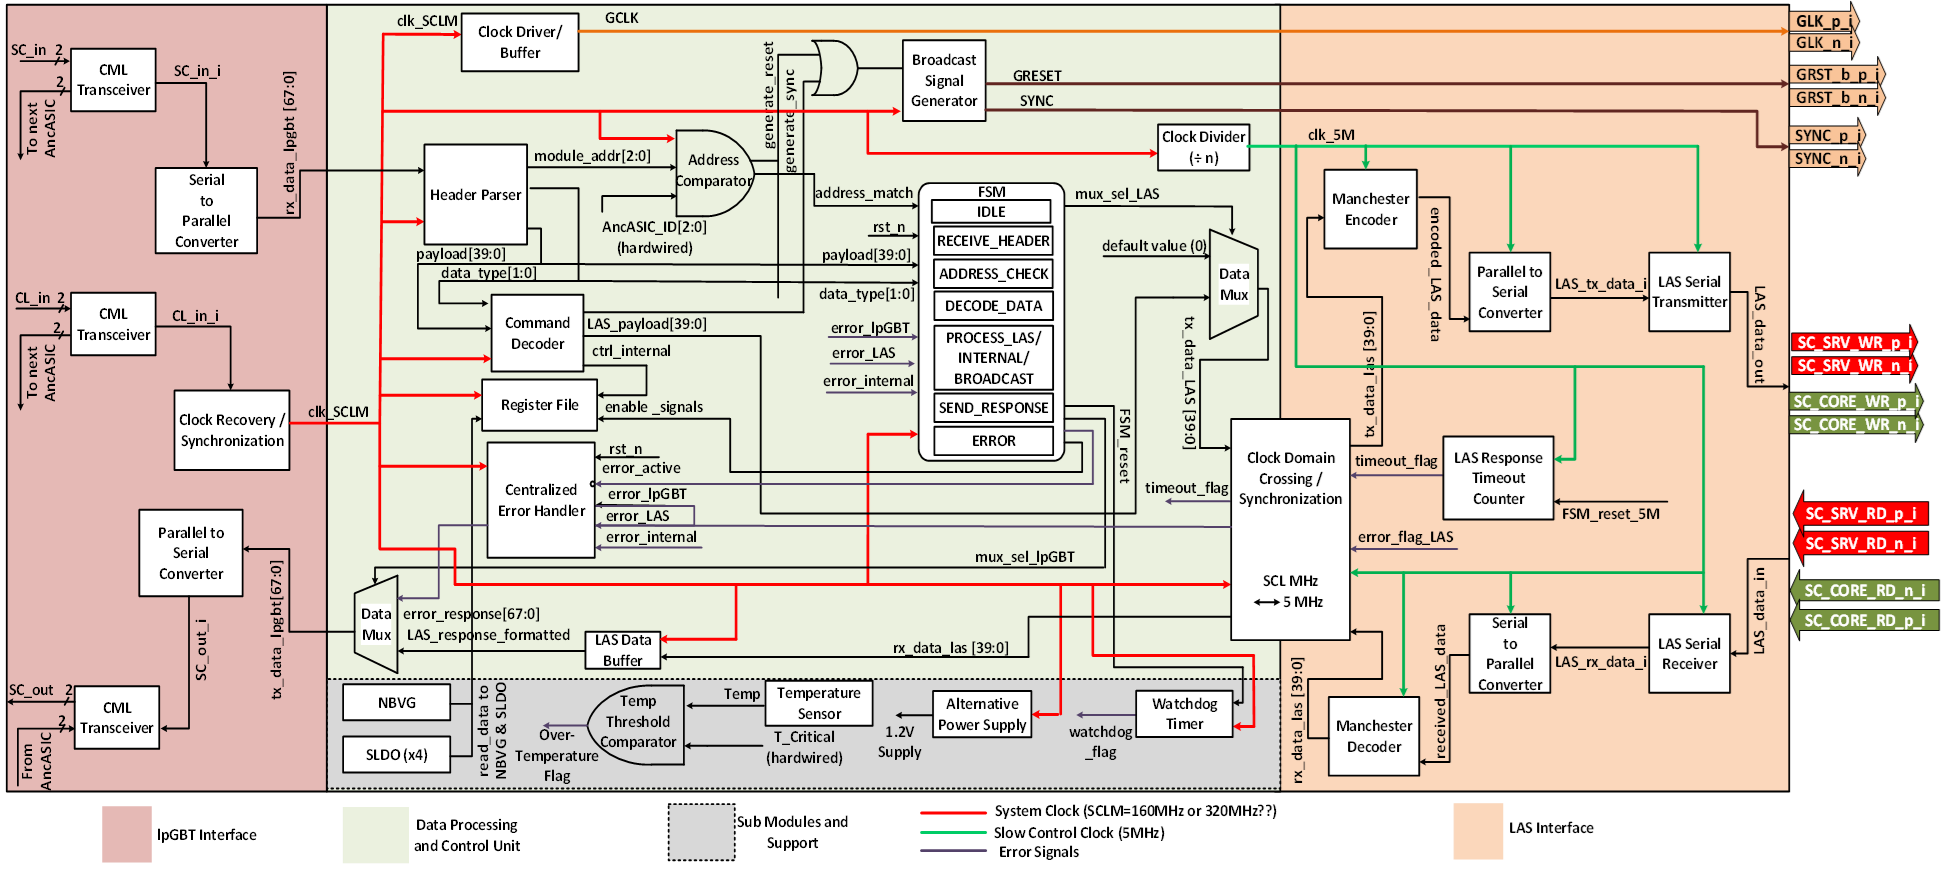 SC_in
2
2
To next
AncASIC
CML
Transceiver
SC_in_i
Serial
to
Parallel
Converter
rx_data_lpgbt [67:0]
CL_in
2
2
To next
AncASIC
CML
Transceiver
CL_in_i
Clock Recovery /
Synchronization
clk_SCLM
Parallel to
Serial
Converter
SC_out_i
tx_data_lpgbt[67:0]
SC_out
2
2
From
AncASIC
CML
Transceiver
clk_SCLM
Clock Driver/
Buffer
GCLK
generate_reset
generate_sync
Broadcast
Signal
Generator
GRESET
SYNC
Header Parser
module_addr[2:0]
Address
Comparator
AncASIC_ID[2:0]
(hardwired)
address_match
payload[39:0]
data_type[1:0]
rst_n
payload[39:0]
data_type[1:0]
Command
Decoder
LAS_payload[39:0]
ctrl_internal
Register File
enable _signals
error_lpGBT
error_LAS
error_internal
FSM
IDLE
RECEIVE_HEADER
ADDRESS_CHECK
DECODE_DATA
PROCESS_LAS/
INTERNAL/
BROADCAST
SEND_RESPONSE
ERROR
Centralized
Error Handler
rst_n
error_active
error_lpGBT
error_LAS
error_internal
mux_sel_LAS
default value (0)
Data
Mux
tx_data_LAS [39:0]
FSM_reset
Clock Divider
(÷ n)
clk_5M
timeout_flag
mux_sel_lpGBT
Data
Mux
error_response[67:0]
LAS_response_formatted
LAS Data
Buffer
rx_data_las [39:0]
Clock Domain
Crossing /
Synchronization
SCL MHz
5 MHz
NBVG
SLDO (x4)
read_data to
NBVG & SLDO
Over-
Temperature
Flag
Temp
Threshold
Comparator
Temp
Temperature
Sensor
T_Critical
(hardwired)
1.2V
Supply
Alternative
Power Supply
watchdog
_flag
Watchdog
Timer
Manchester
Encoder
encoded_LAS_data
tx_data_las [39:0]
Parallel to
Serial
Converter
LAS_tx_data_i
LAS Serial
Transmitter
LAS_data_out
timeout_flag
LAS Response
Timeout
Counter
FSM_reset_5M
error_flag_LAS
rx_data_las [39:0]
Manchester
Decoder
received_LAS_data
Serial
to
Parallel
Converter
LAS_rx_data_i
LAS Serial
Receiver
LAS_data_in
GLK_p_i
GLK_n_i
GRST_b_p_i
GRST_b_n_i
SYNC_p_i
SYNC_n_i
SC_SRV_WR_p_i
SC_SRV_WR_n_i
SC_CORE_WR_p_i
SC_CORE_WR_n_i
SC_SRV_RD_p_i
SC_SRV_RD_n_i
SC_CORE_RD_n_i
SC_CORE_RD_p_i
lpGBT Interface
Data Processing
and Control Unit
Sub Modules and
Support
System Clock (SCLM=160MHz or 320MHz??)
Slow Control Clock (5MHz)
Error Signals
LAS Interface